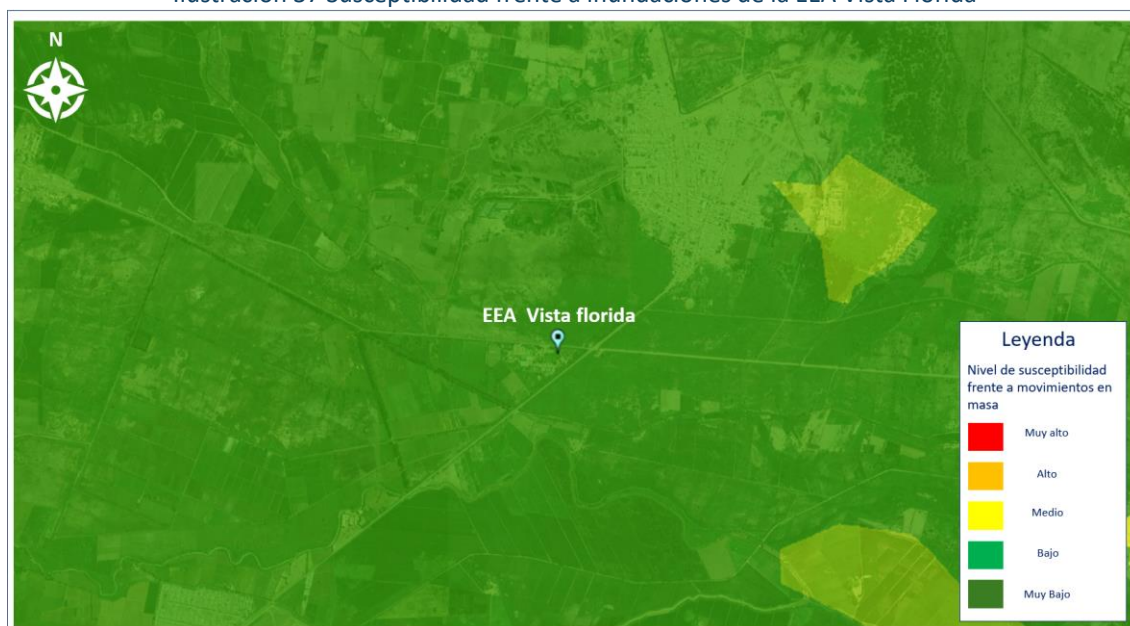 Ilustración Susceptibilidad frente a inundaciones de la EEA Vista Florida
N
EEA Vista florida
Leyenda
Nivel de susceptibilidad
frente a movimientos en
masa
Muy alto
Alto
Medio
Bajo
Muy Bajo